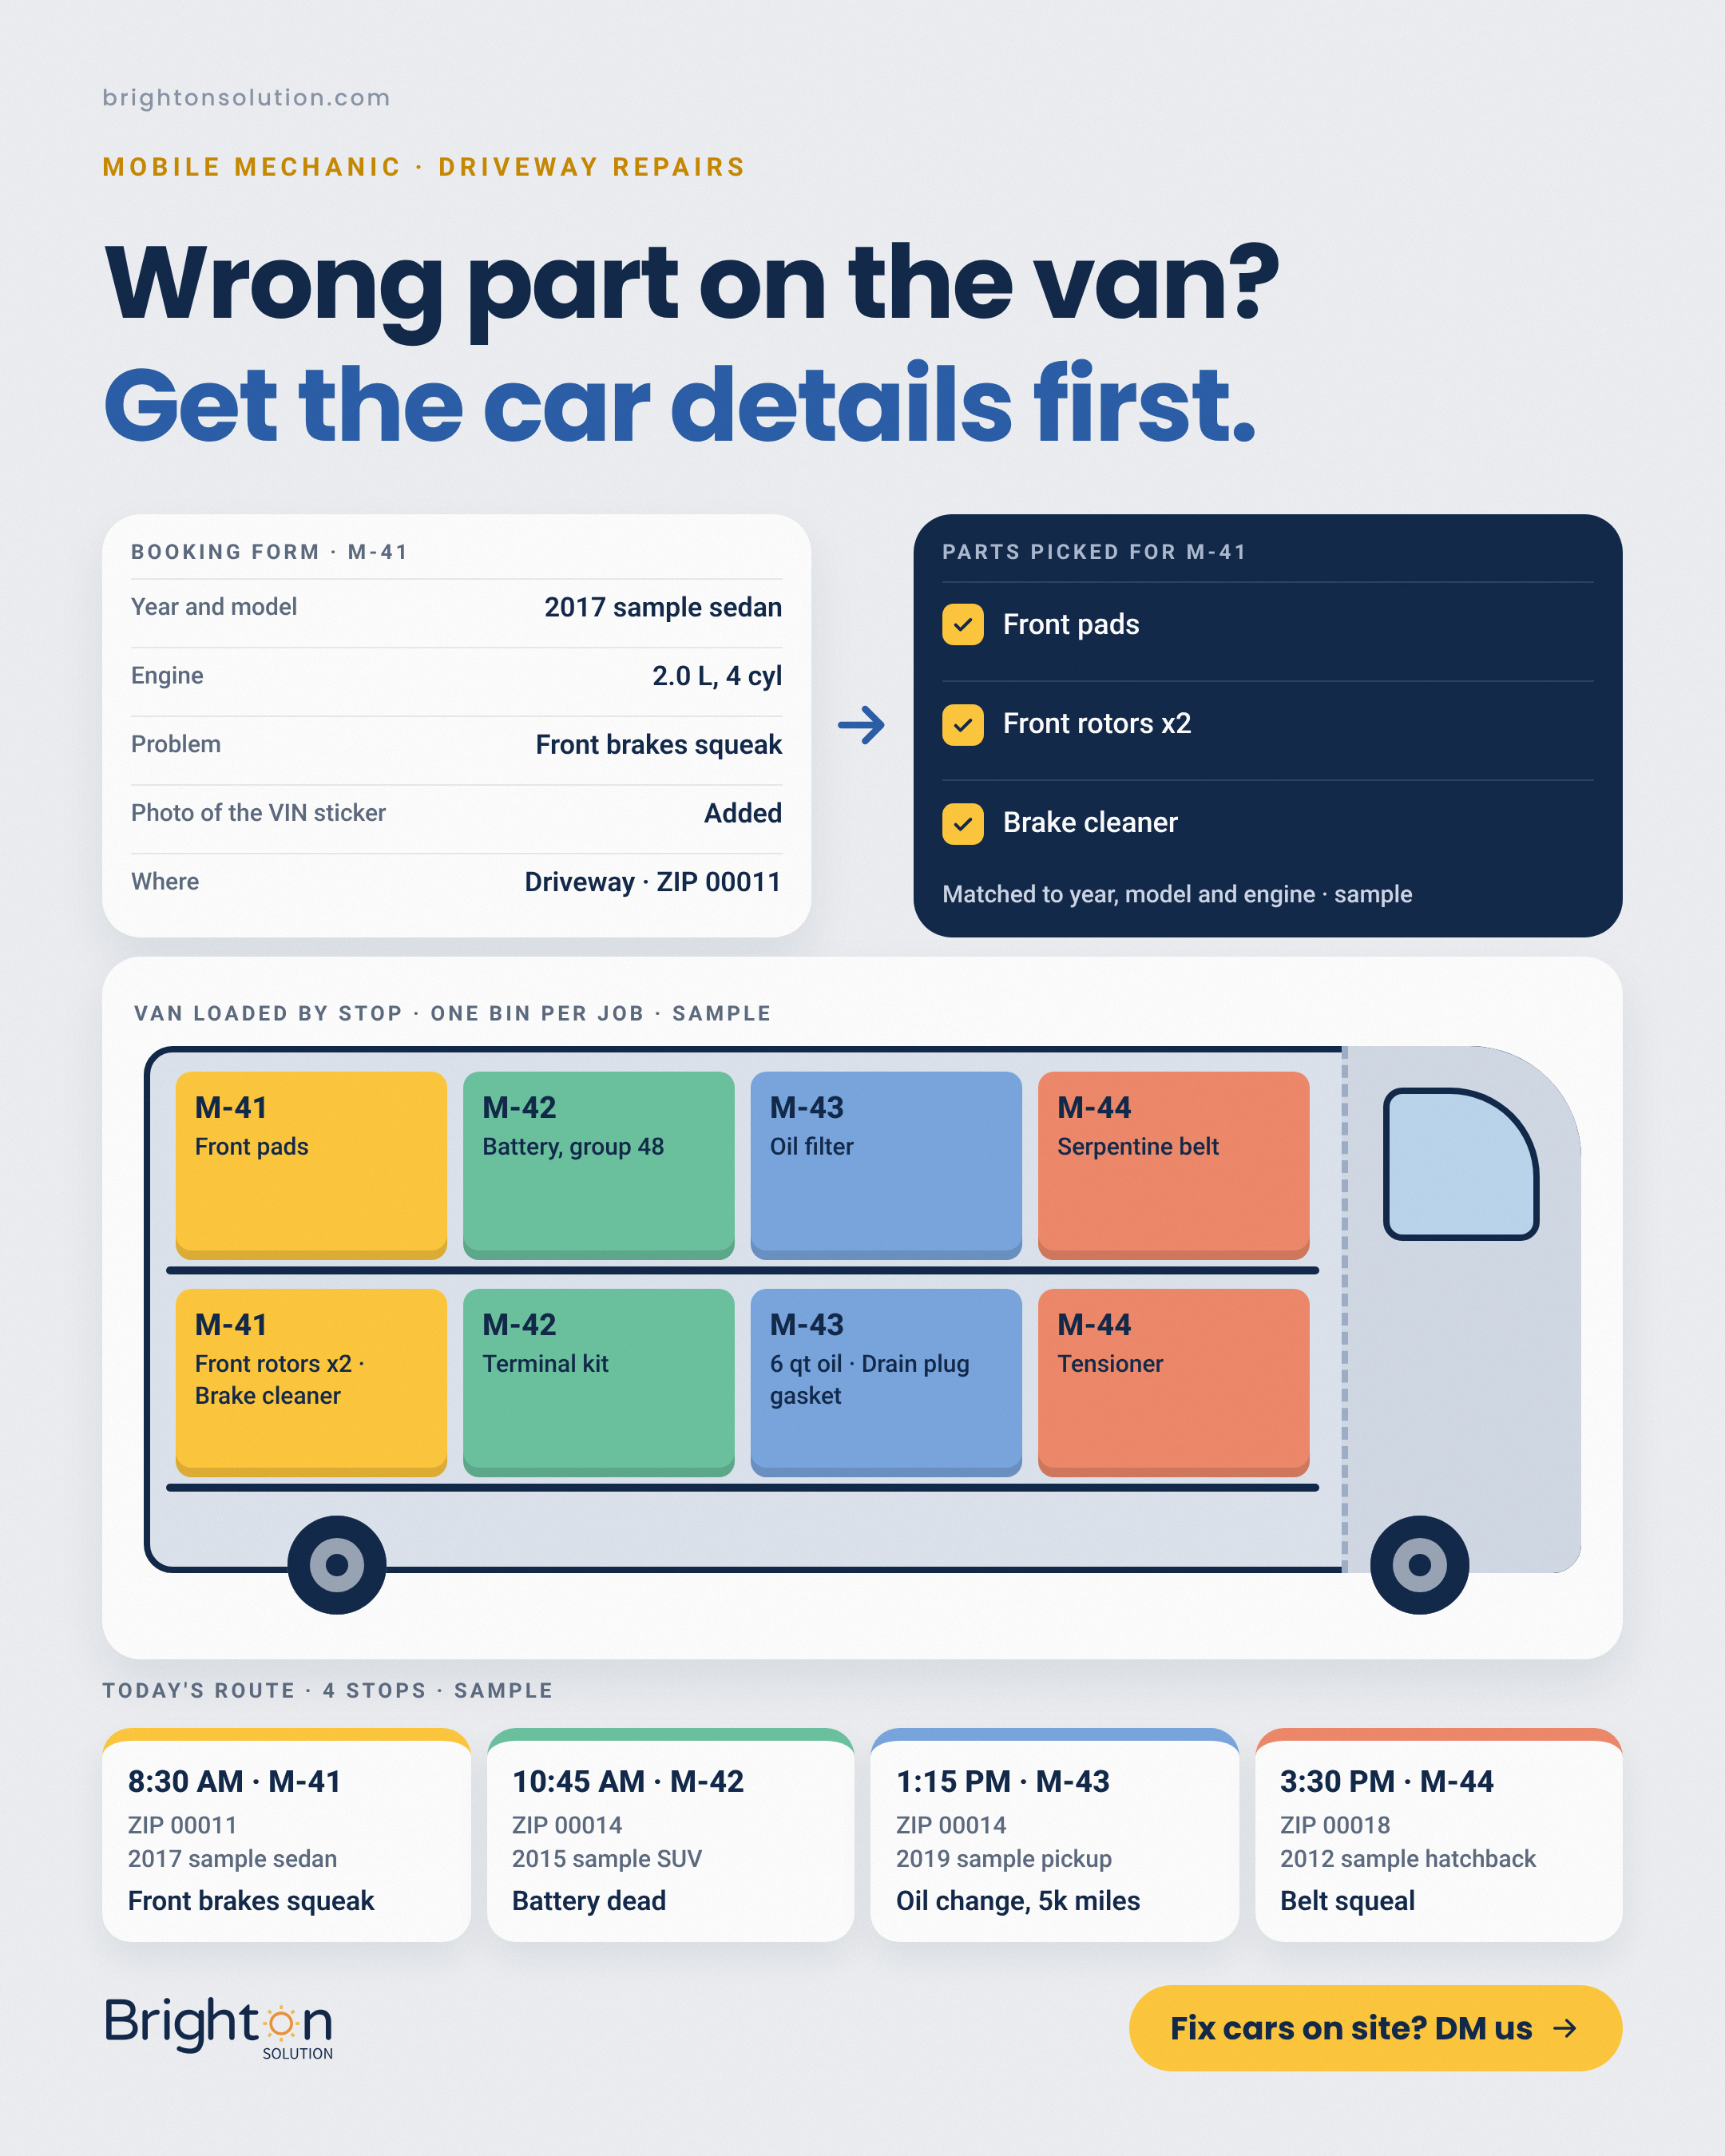 brightonsolution.com
MOBILE MECHANIC · DRIVEWAY REPAIRS
Wrong part on the van?
Get the car details first.
BOOKING FORM · M-41
Year and model 2017 sample sedan
Engine 2.0 L, 4 cyl
Problem Front brakes squeak
Photo of the VIN sticker Added
Where Driveway · ZIP 00011
PARTS PICKED FOR M-41
Front pads
Front rotors x2
Brake cleaner
Matched to year, model and engine · sample
VAN LOADED BY STOP · ONE BIN PER JOB · SAMPLE
M-41
Front pads
M-42
Battery, group 48
M-43
Oil filter
M-44
Serpentine belt
M-41
Front rotors x2 ·
Brake cleaner
M-42
Terminal kit
M-43
6 qt oil · Drain plug
gasket
M-44
Tensioner
TODAY'S ROUTE · 4 STOPS · SAMPLE
8:30 AM · M-41
ZIP 00011
2017 sample sedan
Front brakes squeak
10:45 AM · M-42
ZIP 00014
2015 sample SUV
Battery dead
1:15 PM · M-43
ZIP 00014
2019 sample pickup
Oil change, 5k miles
3:30 PM · M-44
ZIP 00018
2012 sample hatchback
Belt squeal
Brighton
SOLUTION
Fix cars on site? DM us →